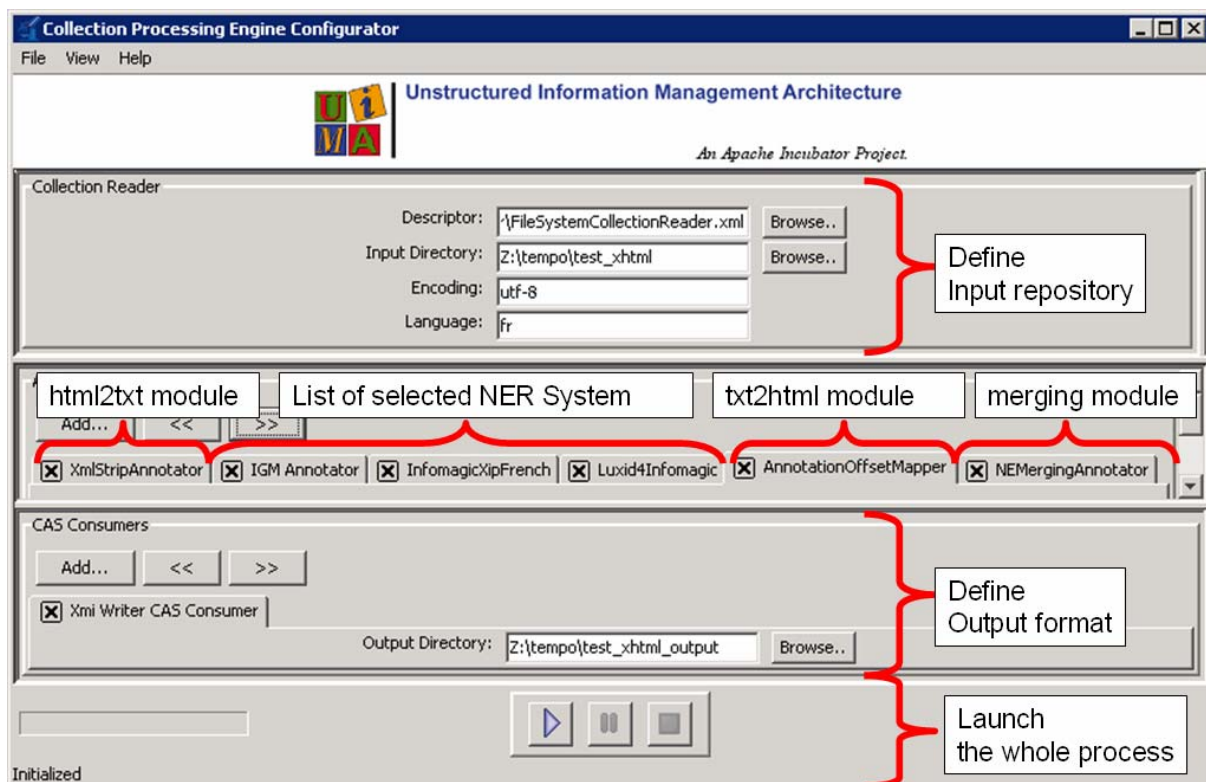 Collection Processing Engine Configurator
File View Help
UIMA
Unstructured Information Management Architecture
An Apache Incubator Project.
Collection Reader
Descriptor: \FileSystemCollectionReader.xml Browse..
Input Directory: Z:\tempo\test_xhtml Browse..
Encoding: utf-8
Language: fr
Define
Input repository
html2txt module List of selected NER System txt2html module merging module
Add... << >>
XmlStripAnnotator IGM Annotator InfomagicXipFrench Luxid4Infomagic AnnotationOffsetMapper NEMergingAnnotator
CAS Consumers
Add... << >>
Xmi Writer CAS Consumer
Output Directory: Z:\tempo\test_xhtml_output Browse..
Define
Output format
Launch
the whole process
Initialized